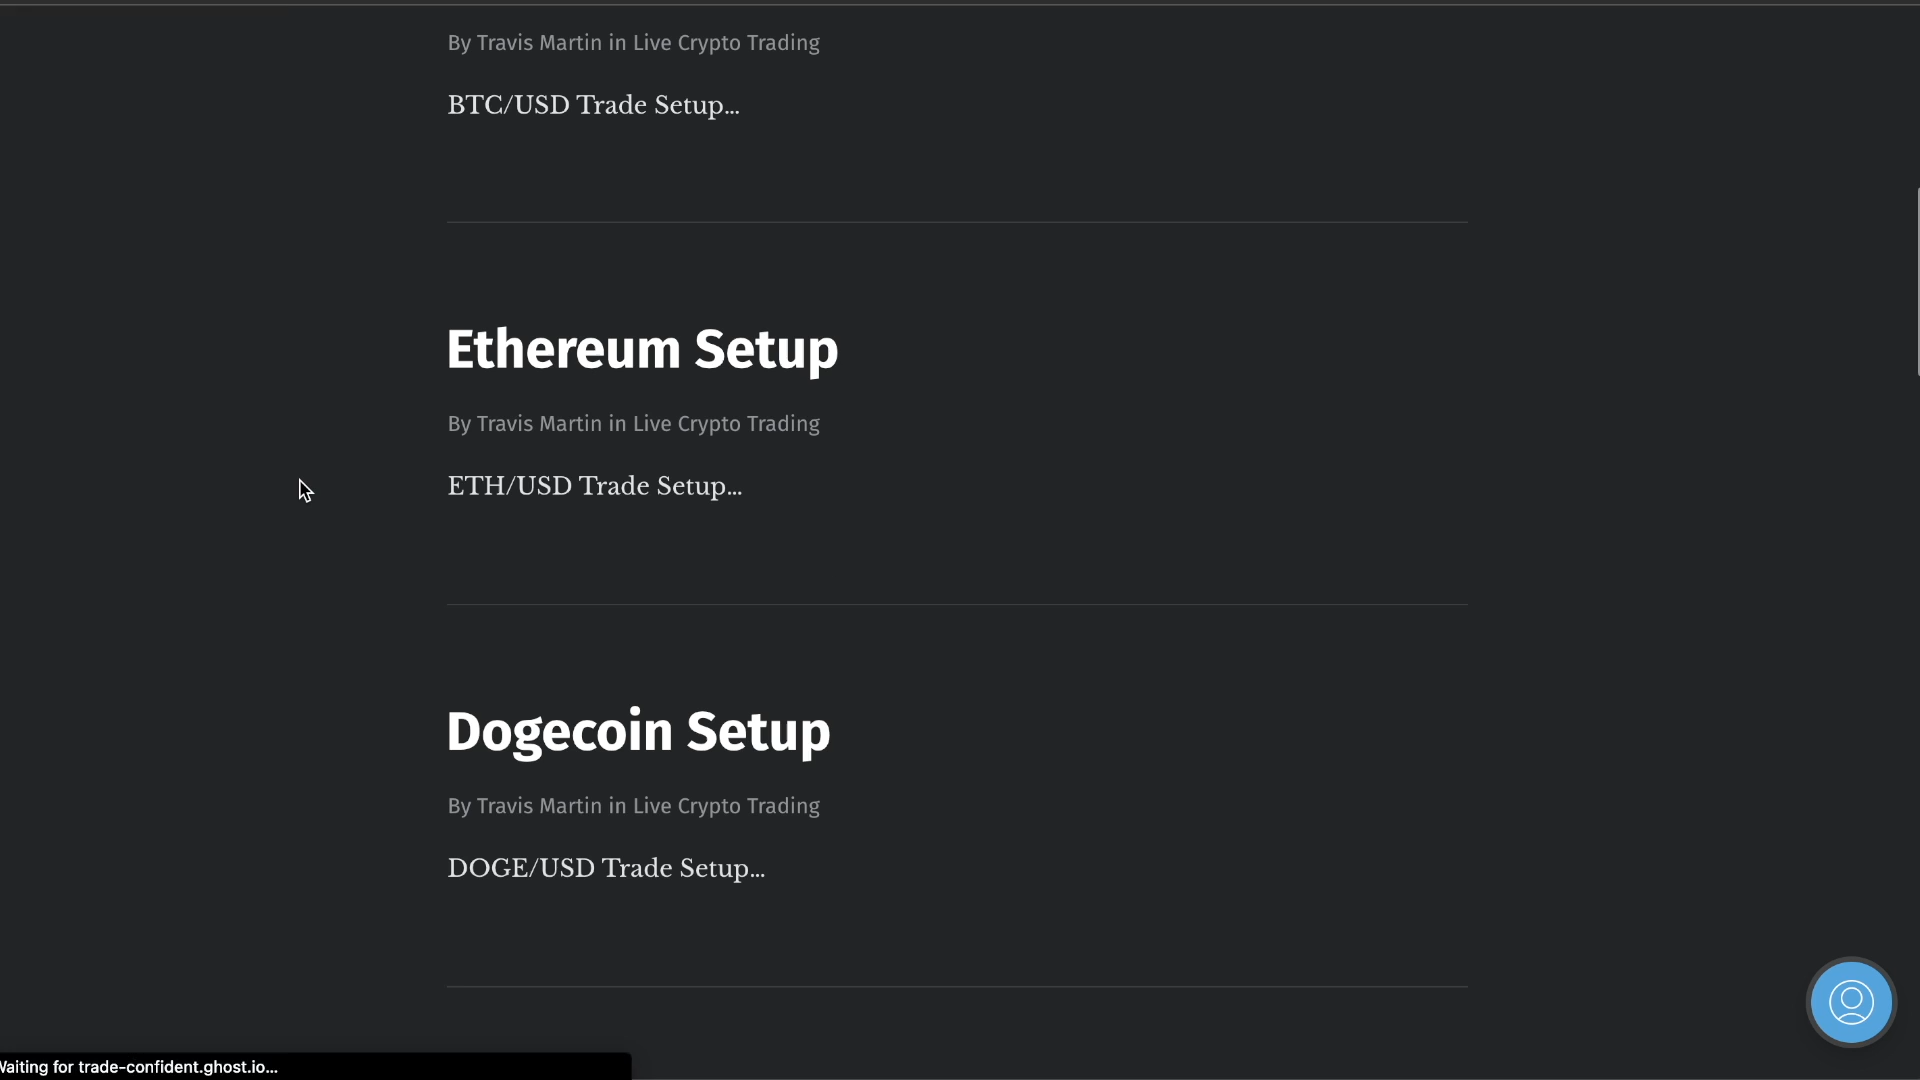 By Travis Martin in Live Crypto Trading
BTC/USD Trade Setup...
Ethereum Setup
By Travis Martin in Live Crypto Trading
ETH/USD Trade Setup...
Dogecoin Setup
By Travis Martin in Live Crypto Trading
DOGE/USD Trade Setup...
Waiting for trade-confident.ghost.io...